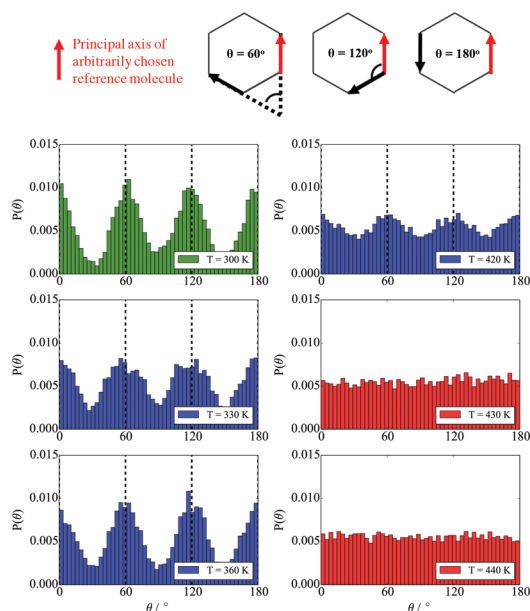 Principal axis of
arbitrarily chosen
reference molecule
θ = 60°
θ = 120°
θ = 180°
0.015
0.010
0.005
0.000
P(θ)
0 60 120 180
T = 300 K
0.015
0.010
0.005
0.000
P(θ)
0 60 120 180
T = 420 K
0.015
0.010
0.005
0.000
P(θ)
0 60 120 180
T = 330 K
0.015
0.010
0.005
0.000
P(θ)
0 60 120 180
T = 430 K
0.015
0.010
0.005
0.000
P(θ)
0 60 120 180
T = 360 K
θ / °
0.015
0.010
0.005
0.000
P(θ)
0 60 120 180
T = 440 K
θ / °